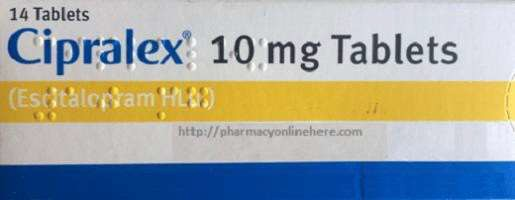 14 Tablets
Cipralex® 10 mg Tablets
(Escitalopram HBr)
http://pharmacyonlinehere.com